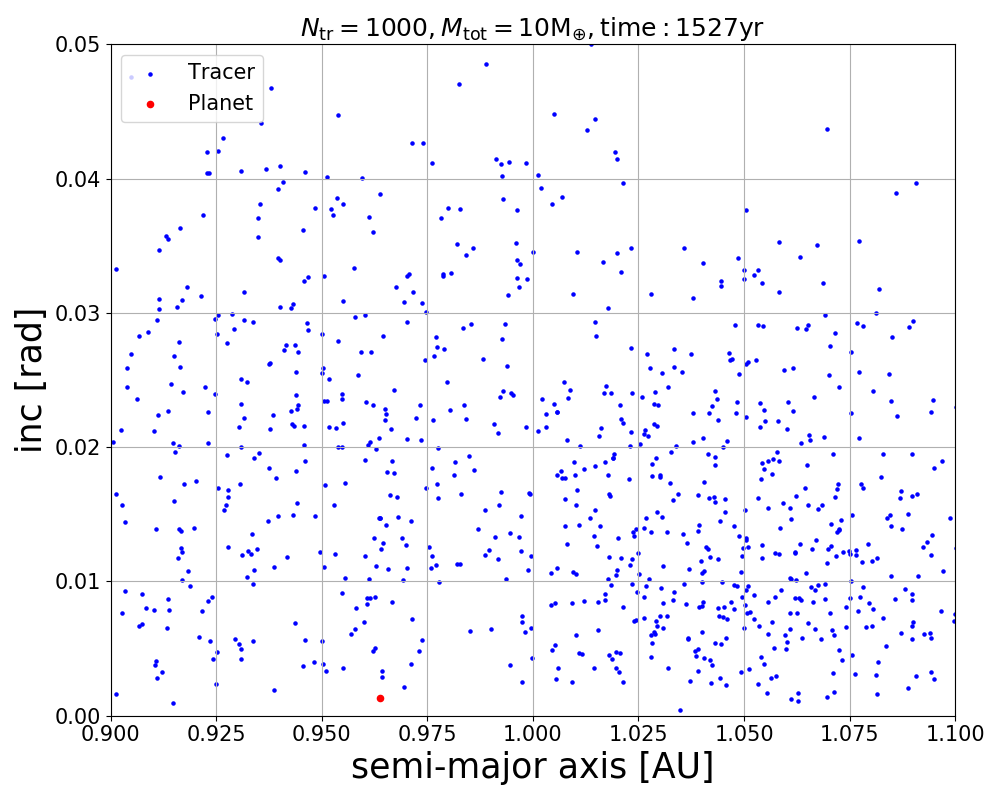 N_tr = 1000, M_tot = 10M_⊕, time : 1527yr
Tracer
Planet
inc [rad]
0.05
0.04
0.03
0.02
0.01
0.00
0.900 0.925 0.950 0.975 1.000 1.025 1.050 1.075 1.100
semi-major axis [AU]